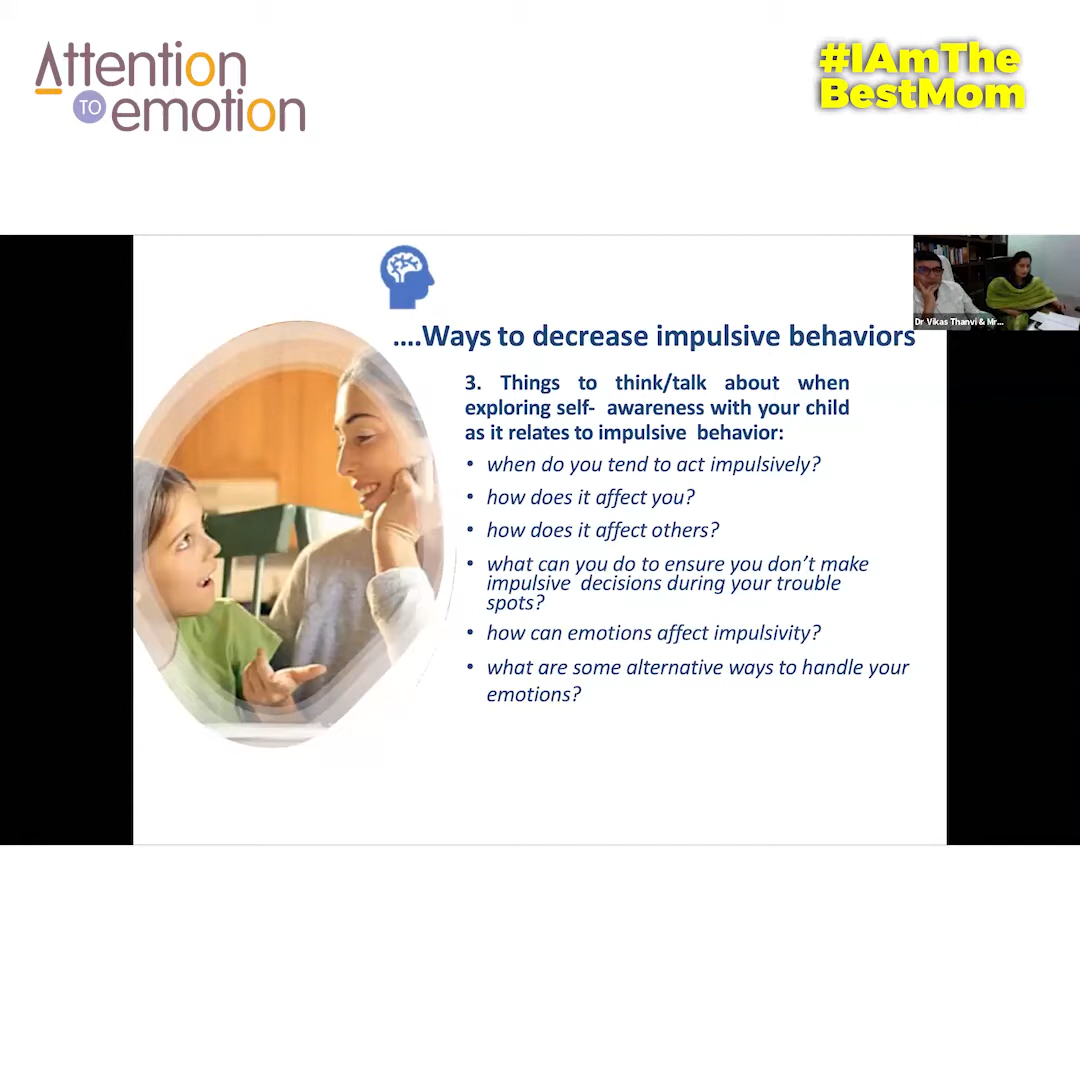 Attention
TO emotion
#IAmThe
BestMom
Dr Vikas Thanvi & Mr...
....Ways to decrease impulsive behaviors
3. Things to think/talk about when
exploring self- awareness with your child
as it relates to impulsive behavior:
• when do you tend to act impulsively?
• how does it affect you?
• how does it affect others?
• what can you do to ensure you don't make
impulsive decisions during your trouble
spots?
• how can emotions affect impulsivity?
• what are some alternative ways to handle your
emotions?